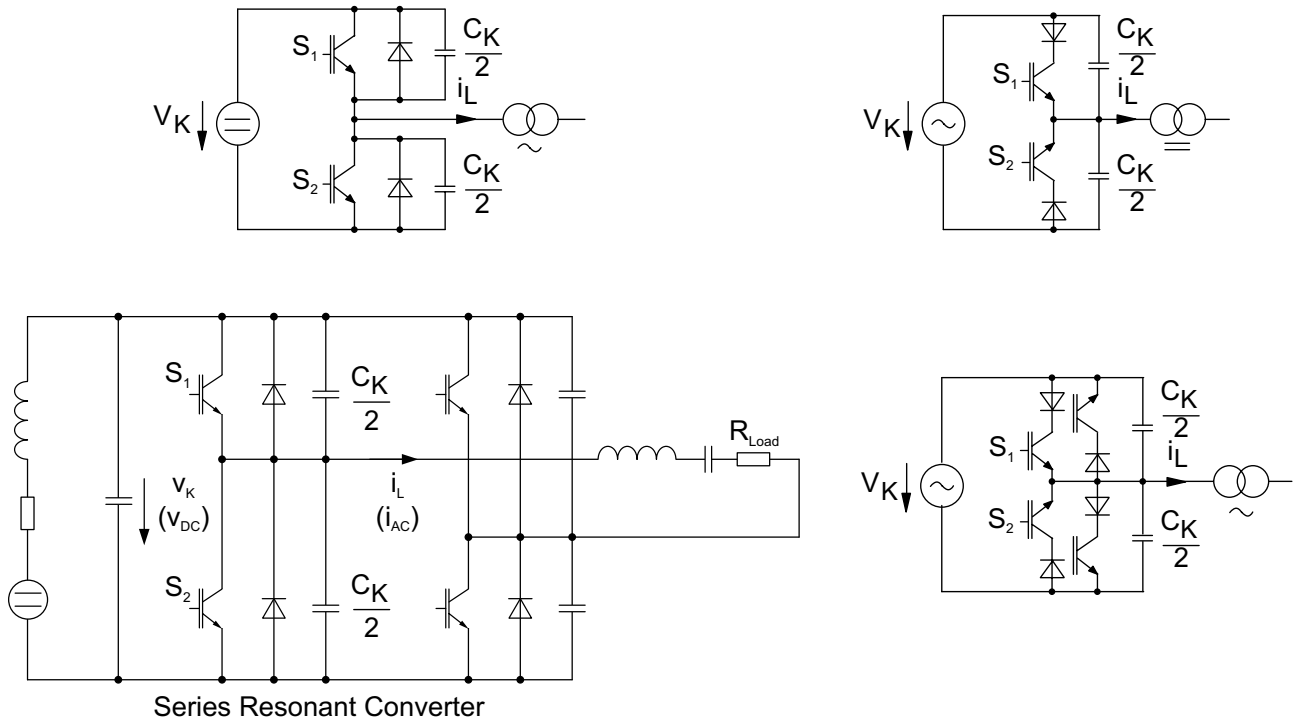 S1
CK
2
iL
VK
S2
CK
2
S1
CK
2
iL
VK
S2
CK
2
S1
CK
2
RLoad
vK
(vDC)
iL
(iAC)
S2
CK
2
Series Resonant Converter
S1
CK
2
iL
VK
S2
CK
2